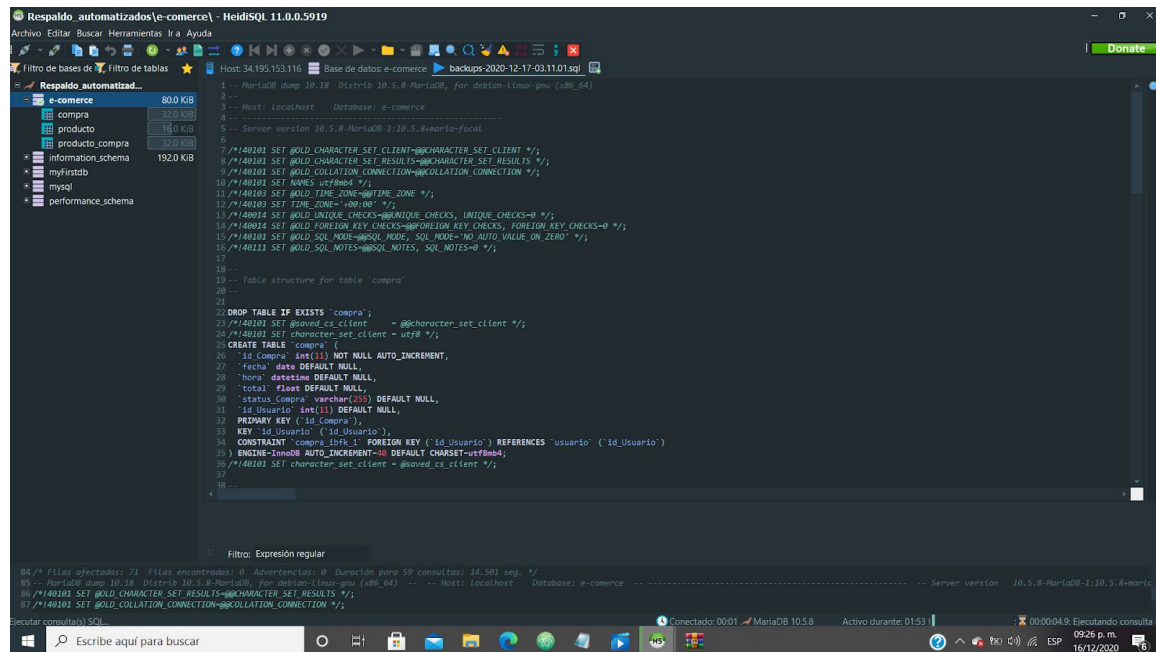 Respaldo_automatizados\e-comerce\ - HeidiSQL 11.0.0.5919
Archivo Editar Buscar Herramientas Ir a Ayuda
Donate
Filtro de bases de Filtro de tablas
Host: 34.195.153.116 Base de datos: e-comerce backups-2020-12-17-03.11.01.sql
Respaldo_automatizad...
e-comerce 80.0 KiB
compra 32.0 KiB
producto 16.0 KiB
producto_compra 32.0 KiB
information_schema 192.0 KiB
myFirstdb
mysql
performance_schema
1 -- MariaDB dump 10.18 Distrib 10.5.8-MariaDB, for debian-linux-gnu (x86_64)
2 --
3 -- Host: localhost Database: e-comerce
4 -- ------------------------------------------------------
5 -- Server version 10.5.8-MariaDB-1:10.5.8+maria~focal
6
7 /*!40101 SET @OLD_CHARACTER_SET_CLIENT=@@CHARACTER_SET_CLIENT */;
8 /*!40101 SET @OLD_CHARACTER_SET_RESULTS=@@CHARACTER_SET_RESULTS */;
9 /*!40101 SET @OLD_COLLATION_CONNECTION=@@COLLATION_CONNECTION */;
10 /*!40101 SET NAMES utf8mb4 */;
11 /*!40103 SET @OLD_TIME_ZONE=@@TIME_ZONE */;
12 /*!40103 SET TIME_ZONE='+00:00' */;
13 /*!40014 SET @OLD_UNIQUE_CHECKS=@@UNIQUE_CHECKS, UNIQUE_CHECKS=0 */;
14 /*!40014 SET @OLD_FOREIGN_KEY_CHECKS=@@FOREIGN_KEY_CHECKS, FOREIGN_KEY_CHECKS=0 */;
15 /*!40101 SET @OLD_SQL_MODE=@@SQL_MODE, SQL_MODE='NO_AUTO_VALUE_ON_ZERO' */;
16 /*!40111 SET @OLD_SQL_NOTES=@@SQL_NOTES, SQL_NOTES=0 */;
17
18 --
19 -- Table structure for table `compra`
20 --
21
22 DROP TABLE IF EXISTS `compra`;
23 /*!40101 SET @saved_cs_client = @@character_set_client */;
24 /*!40101 SET character_set_client = utf8 */;
25 CREATE TABLE `compra` (
26 `id_Compra` int(11) NOT NULL AUTO_INCREMENT,
27 `fecha` date DEFAULT NULL,
28 `hora` datetime DEFAULT NULL,
29 `total` float DEFAULT NULL,
30 `status_Compra` varchar(255) DEFAULT NULL,
31 `id_Usuario` int(11) DEFAULT NULL,
32 PRIMARY KEY (`id_Compra`),
33 KEY `id_Usuario` (`id_Usuario`),
34 CONSTRAINT `compra_ibfk_1` FOREIGN KEY (`id_Usuario`) REFERENCES `usuario` (`id_Usuario`)
35 ) ENGINE=InnoDB AUTO_INCREMENT=40 DEFAULT CHARSET=utf8mb4;
36 /*!40101 SET character_set_client = @saved_cs_client */;
37
38 --
Filtro: Expresión regular
84 /* Filas afectadas: 71 Filas encontradas: 0 Advertencias: 0 Duración para 59 consultas: 14.501 seg. */
85 -- MariaDB dump 10.18 Distrib 10.5.8-MariaDB, for debian-linux-gnu (x86_64) -- -- Host: localhost Database: e-comerce -- ------------------------------------------------------ -- Server version 10.5.8-MariaDB-1:10.5.8+maria
86 /*!40101 SET @OLD_CHARACTER_SET_RESULTS=@@CHARACTER_SET_RESULTS */;
87 /*!40101 SET @OLD_COLLATION_CONNECTION=@@COLLATION_CONNECTION */;
Ejecutar consulta(s) SQL... Conectado: 00:01 MariaDB 10.5.8 Activo durante: 01:53 00:00:04.9: Ejecutando consulta
Escribe aquí para buscar
ESP
09:26 p. m.
16/12/2020
6